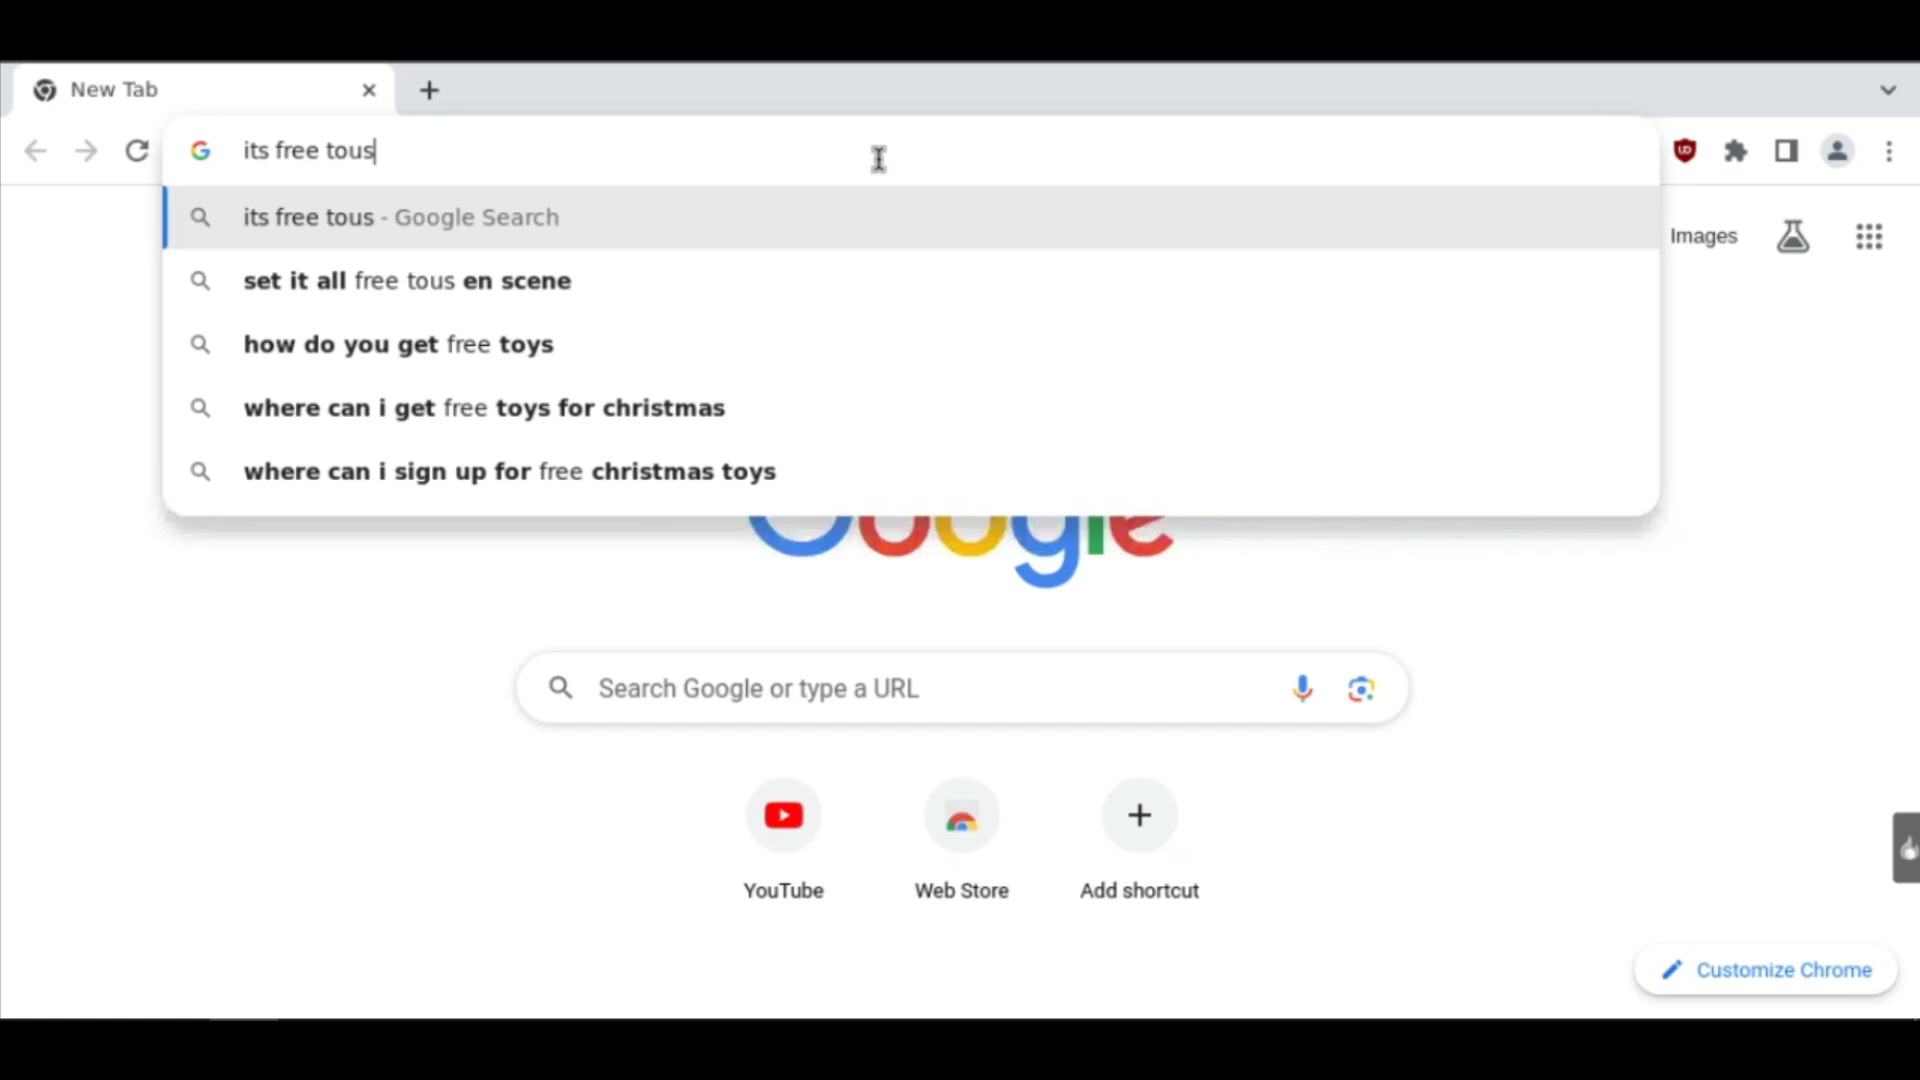 New Tab
its free tous
its free tous - Google Search
Images
set it all free tous en scene
how do you get free toys
where can i get free toys for christmas
where can i sign up for free christmas toys
Google
Search Google or type a URL
YouTube
Web Store
Add shortcut
Customize Chrome